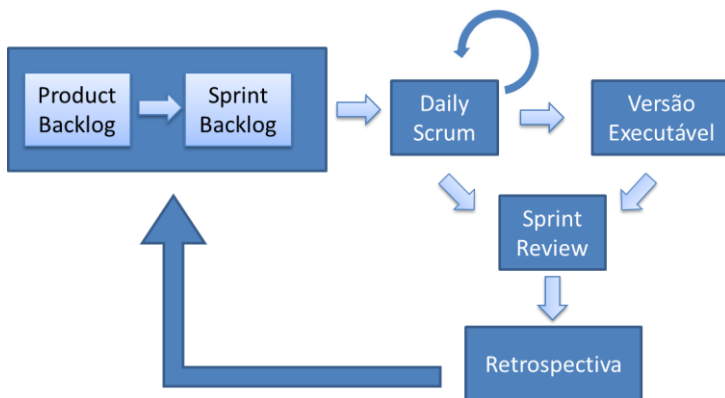 Product
Backlog
Sprint
Backlog
Daily
Scrum
Versão
Executável
Sprint
Review
Retrospectiva